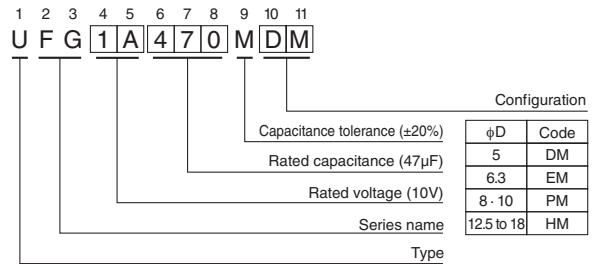 1 2 3 4 5 6 7 8 9 10 11
U F G 1 A 4 7 0 M D M
Configuration
Capacitance tolerance (±20%)
Rated capacitance (47µF)
Rated voltage (10V)
Series name
Type
ϕD Code
5 DM
6.3 EM
8 · 10 PM
12.5 to 18 HM